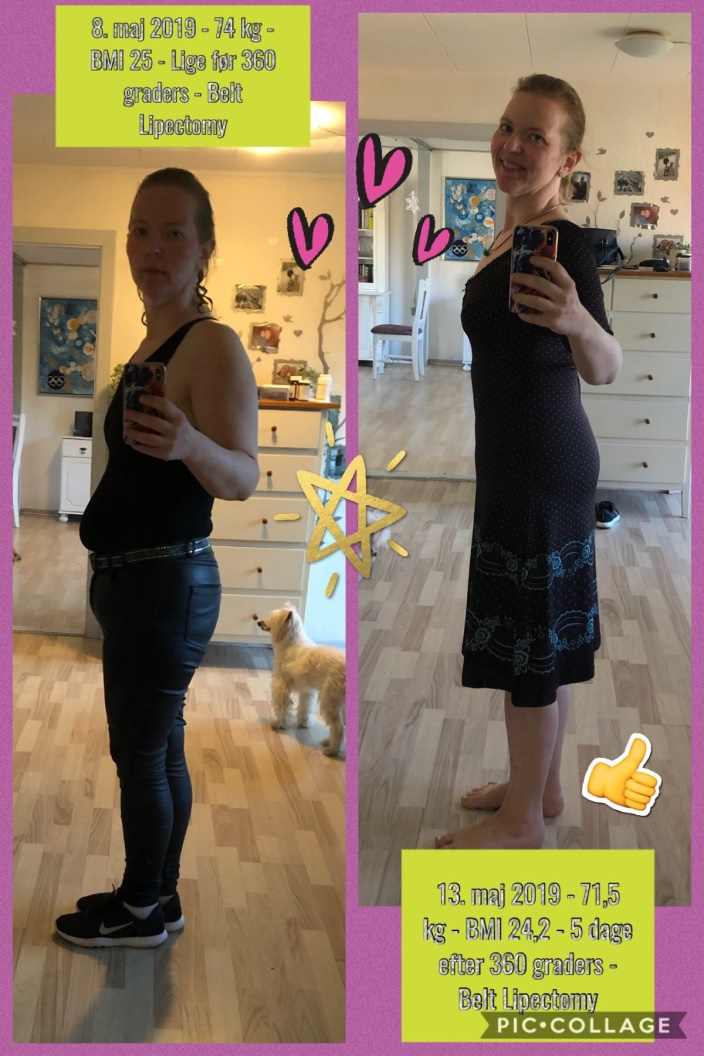 8. maj 2019 - 74 kg -
BMI 25 - Lige før 360
graders - Belt
Lipectomy
13. maj 2019 - 71,5
kg - BMI 24,2 - 5 dage
efter 360 graders -
Belt Lipectomy
PIC•COLLAGE